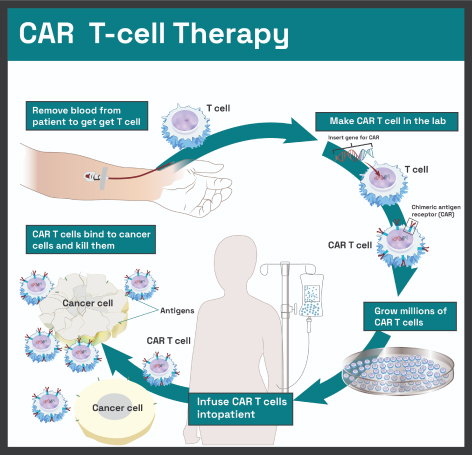 CAR T-cell Therapy
Remove blood from
patient to get get T cell
T cell
Make CAR T cell in the lab
Insert gene for CAR
T cell
Chimeric antigen
receptor (CAR)
CAR T cell
Grow millions of
CAR T cells
Infuse CAR T cells
intopatient
CAR T cells bind to cancer
cells and kill them
Cancer cell
Antigens
CAR T cell
Cancer cell